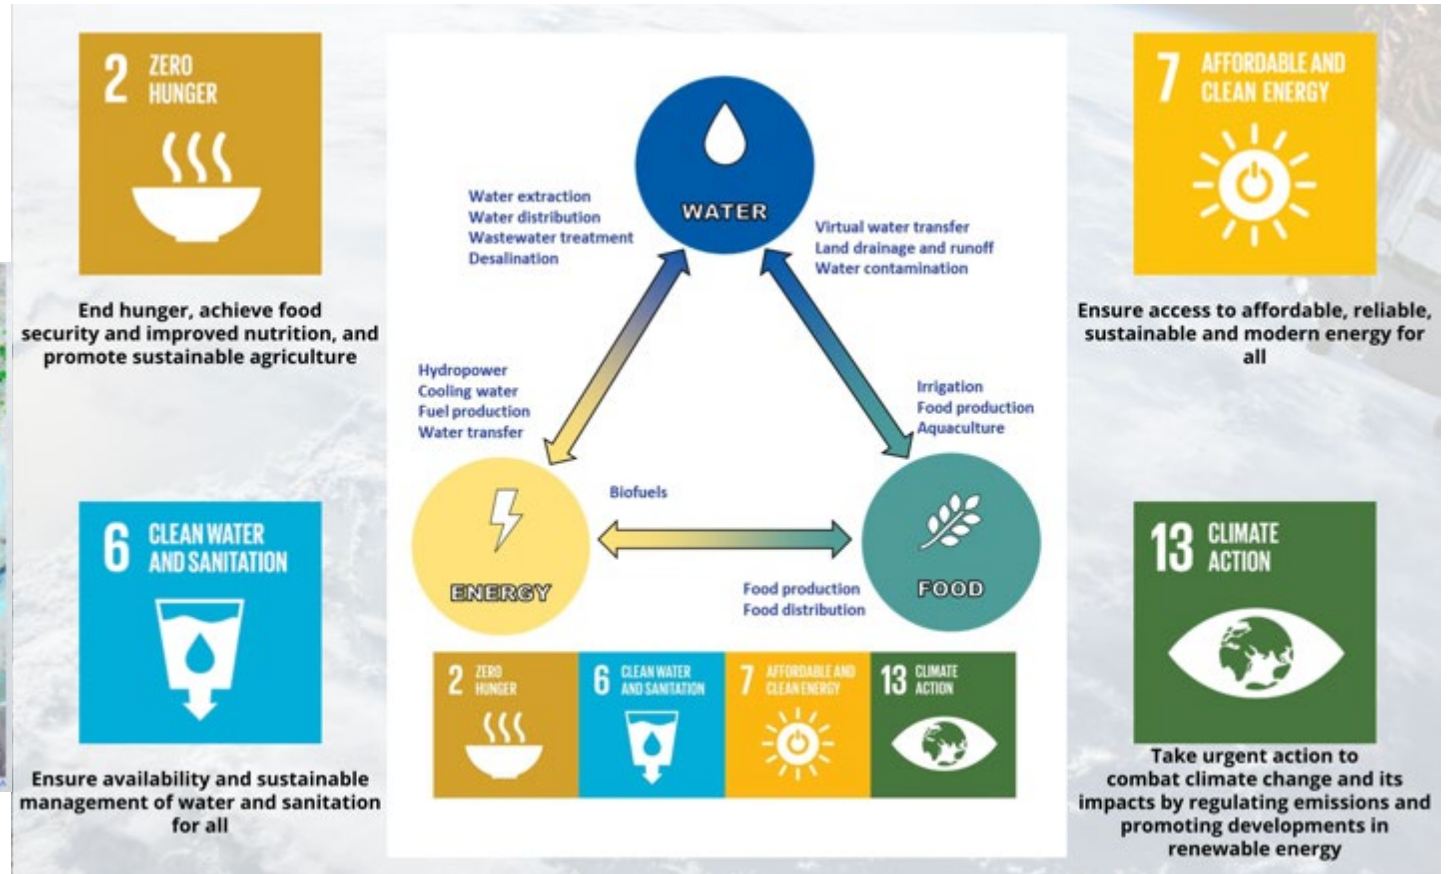 2 ZERO
HUNGER
End hunger, achieve food
security and improved nutrition, and
promote sustainable agriculture
6 CLEAN WATER
AND SANITATION
Ensure availability and sustainable
management of water and sanitation
for all
WATER
Water extraction
Water distribution
Wastewater treatment
Desalination
Virtual water transfer
Land drainage and runoff
Water contamination
Hydropower
Cooling water
Fuel production
Water transfer
Irrigation
Food production
Aquaculture
Biofuels
ENERGY
Food production
Food distribution
FOOD
2 ZERO
HUNGER
6 CLEAN WATER
AND SANITATION
7 AFFORDABLE AND
CLEAN ENERGY
13 CLIMATE
ACTION
7 AFFORDABLE AND
CLEAN ENERGY
Ensure access to affordable, reliable,
sustainable and modern energy for
all
13 CLIMATE
ACTION
Take urgent action to
combat climate change and its
impacts by regulating emissions and
promoting developments in
renewable energy